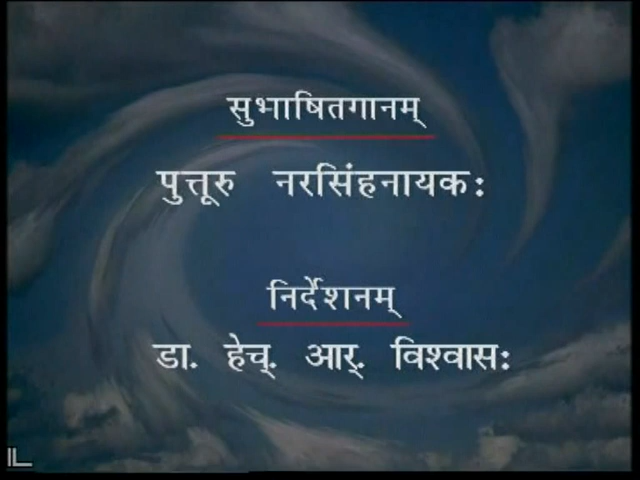 सुभाषितगानम्
पुत्तूरु नरसिंहनायकः
निर्देशनम्
डा. हेच्. आर्. विश्वासः